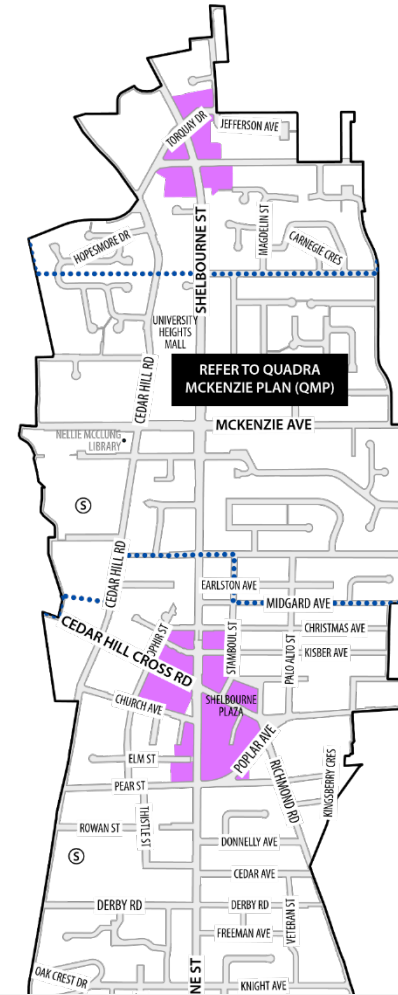 TORQUAY DR
JEFFERSON AVE
SHELBOURNE ST
MAGDELIN ST
CARNEGIE CRES
HOPESMORE DR
UNIVERSITY
HEIGHTS
MALL
CEDAR HILL RD
REFER TO QUADRA
MCKENZIE PLAN (QMP)
MCKENZIE AVE
NELLIE MCCLUNG
LIBRARY
S
CEDAR HILL RD
EARLSTON AVE
MIDGARD AVE
CEDAR HILL CROSS RD
PHIR ST
STAMBOUL ST
CHRISTMAS AVE
KISBER AVE
PALO ALTO ST
CHURCH AVE
SHELBOURNE
PLAZA
POPLAR AVE
ELM ST
PEAR ST
RICHMOND RD
KINGSBERRY CRES
ROWAN ST
THISTLE ST
DONNELLY AVE
S
CEDAR AVE
DERBY RD
DERBY RD
VETERAN ST
FREEMAN AVE
OAK CREST DR
NE ST
KNIGHT AVE